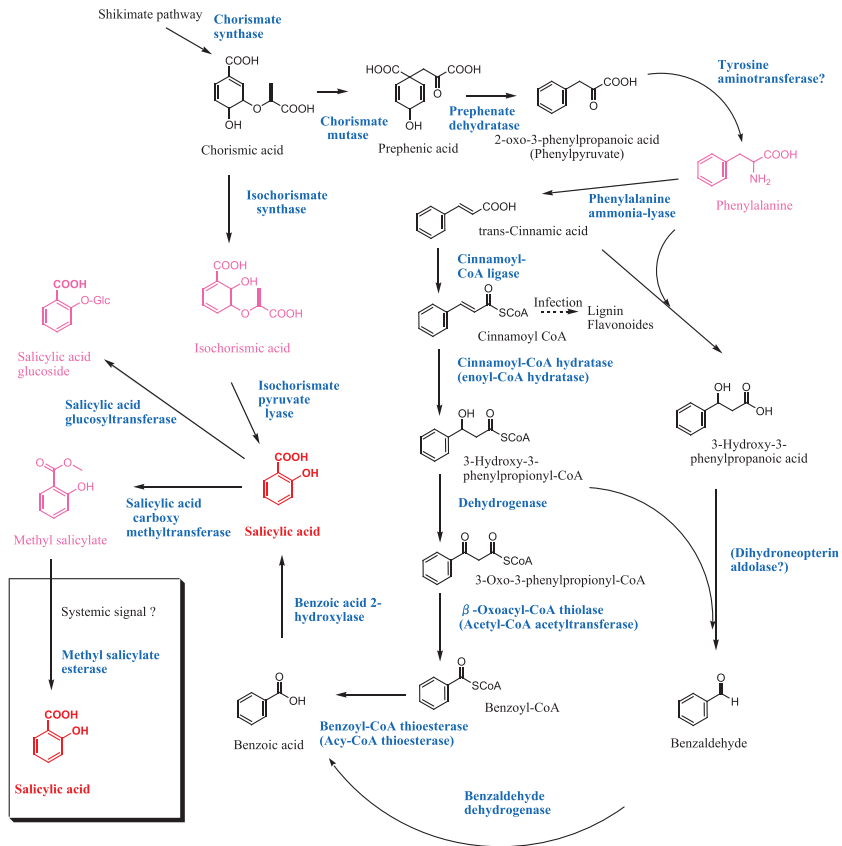 Shikimate pathway
Chorismate
synthase
COOH
O
COOH
OH
Chorismic acid
Chorismate
mutase
HOOC
COOH
O
OH
Prephenic acid
Prephenate
dehydratase
COOH
O
2-oxo-3-phenylpropanoic acid
(Phenylpyruvate)
Tyrosine
aminotransferase?
COOH
NH2
Phenylalanine
Phenylalanine
ammonia-lyase
COOH
trans-Cinnamic acid
Isochorismate
synthase
COOH
OH
O
COOH
Isochorismic acid
Cinnamoyl-
CoA ligase
O
SCoA
Cinnamoyl CoA
Infection
Lignin
Flavonoides
COOH
O-Glc
Salicylic acid
glucoside
Salicylic acid
glucosyltransferase
Isochorismate
pyruvate
lyase
Cinnamoyl-CoA hydratase
(enoyl-CoA hydratase)
OH
O
OH
3-Hydroxy-3-
phenylpropanoic acid
OH
O
SCoA
3-Hydroxy-3-
phenylpropionyl-CoA
O
O
OH
Methyl salicylate
Salicylic acid
carboxy
methyltransferase
COOH
OH
Salicylic acid
Dehydrogenase
O
O
SCoA
3-Oxo-3-phenylpropionyl-CoA
(Dihydroneopterin
aldolase?)
Systemic signal ?
Methyl salicylate
esterase
COOH
OH
Salicylic acid
Benzoic acid 2-
hydroxylase
β-Oxoacyl-CoA thiolase
(Acetyl-CoA acetyltransferase)
O
SCoA
Benzoyl-CoA
O
OH
Benzoic acid
Benzoyl-CoA thioesterase
(Acy-CoA thioesterase)
O
H
Benzaldehyde
Benzaldehyde
dehydrogenase